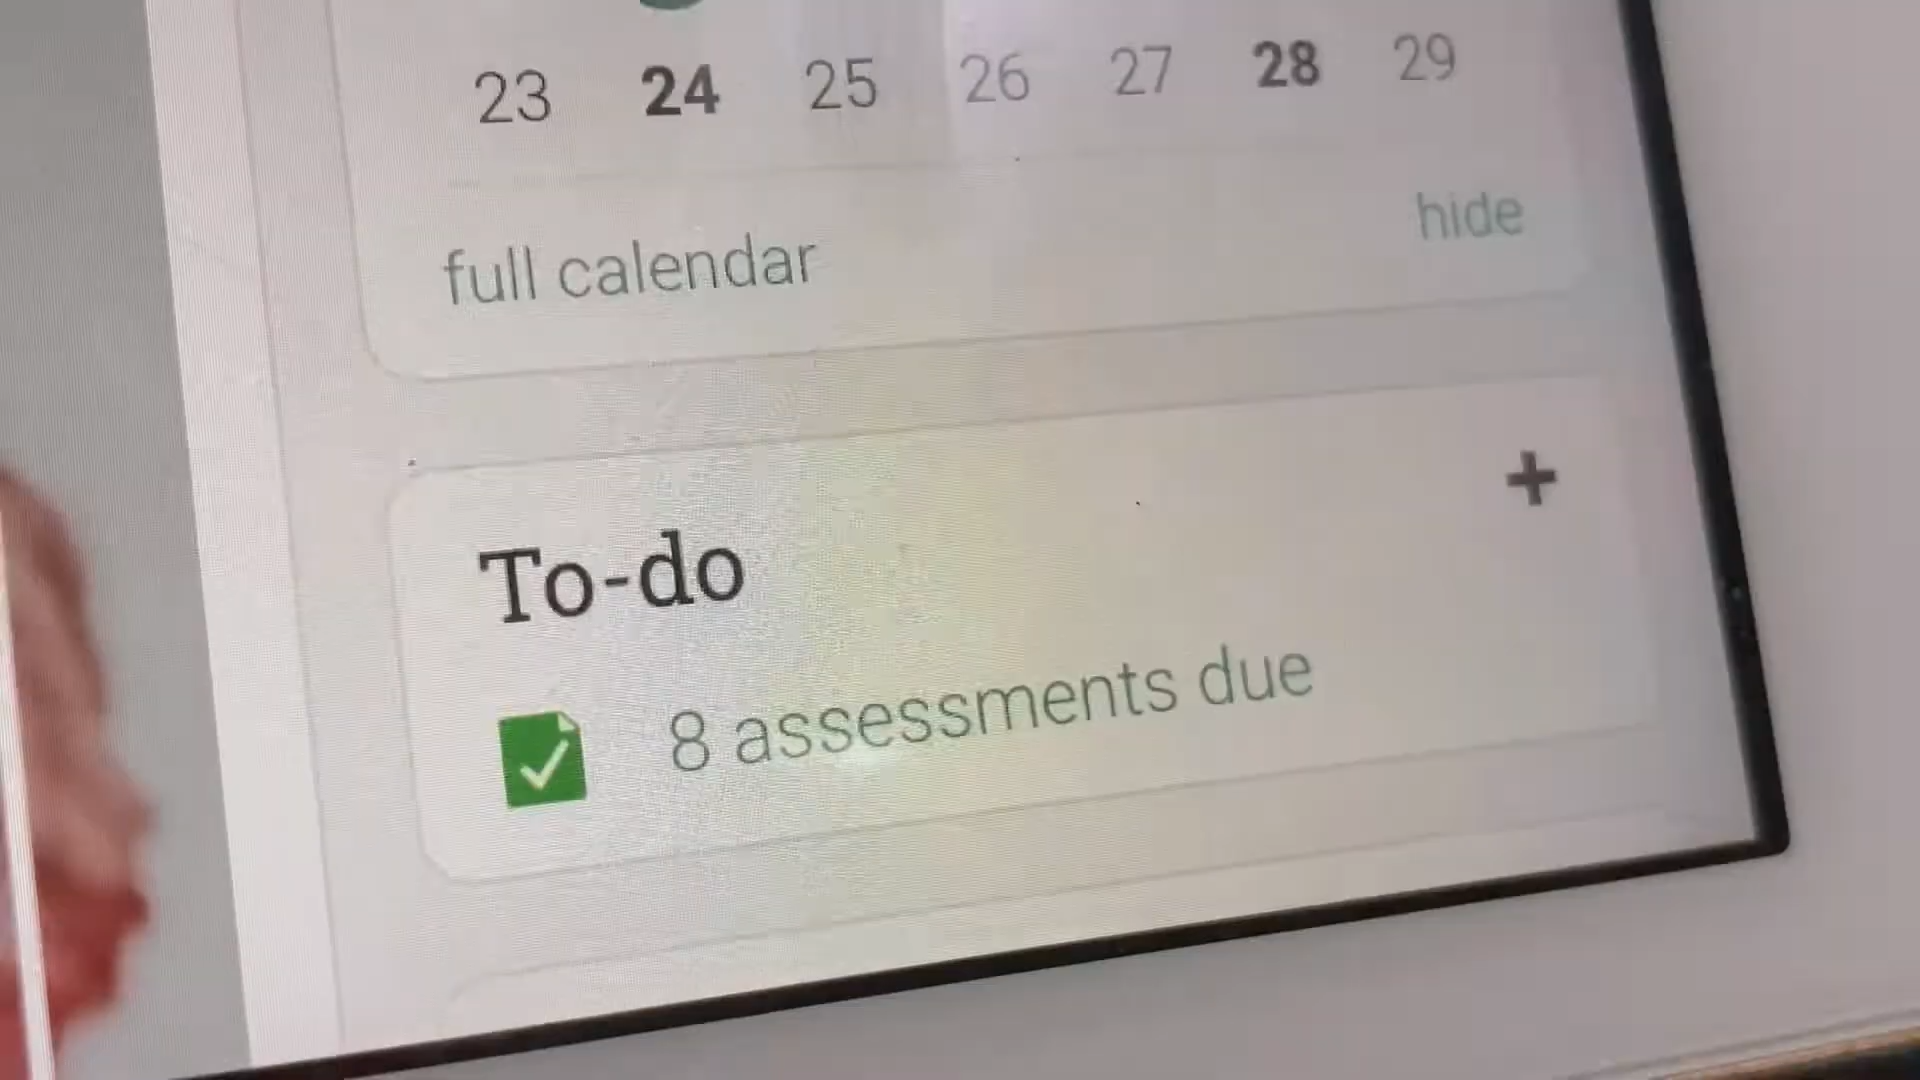 23 24 25 26 27 28 29
full calendar hide
+
To-do
8 assessments due